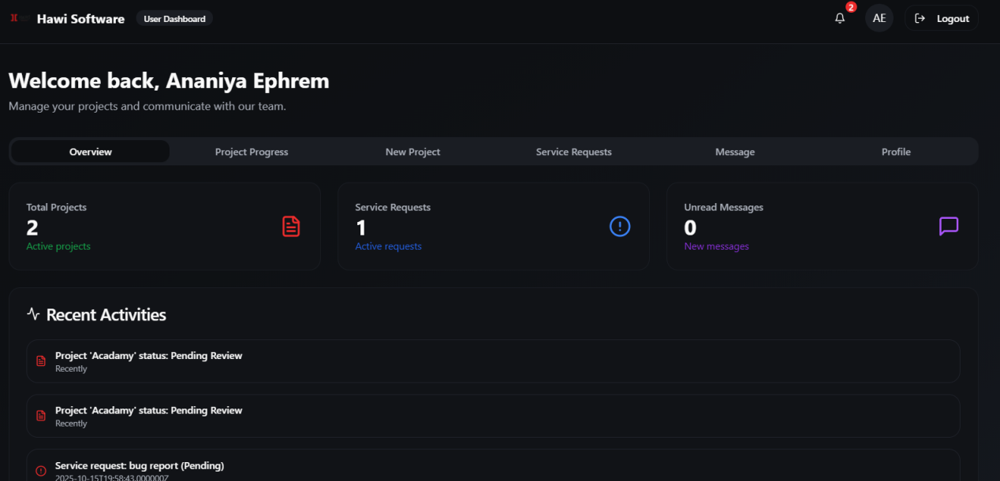 Hawi Software
User Dashboard
2
AE
Logout
Welcome back, Ananiya Ephrem
Manage your projects and communicate with our team.
Overview
Project Progress
New Project
Service Requests
Message
Profile
Total Projects
2
Active projects
Service Requests
1
Active requests
Unread Messages
0
New messages
Recent Activities
Project 'Acadamy' status: Pending Review
Recently
Project 'Acadamy' status: Pending Review
Recently
Service request: bug report (Pending)
2025-10-15T19:58:43.000000Z